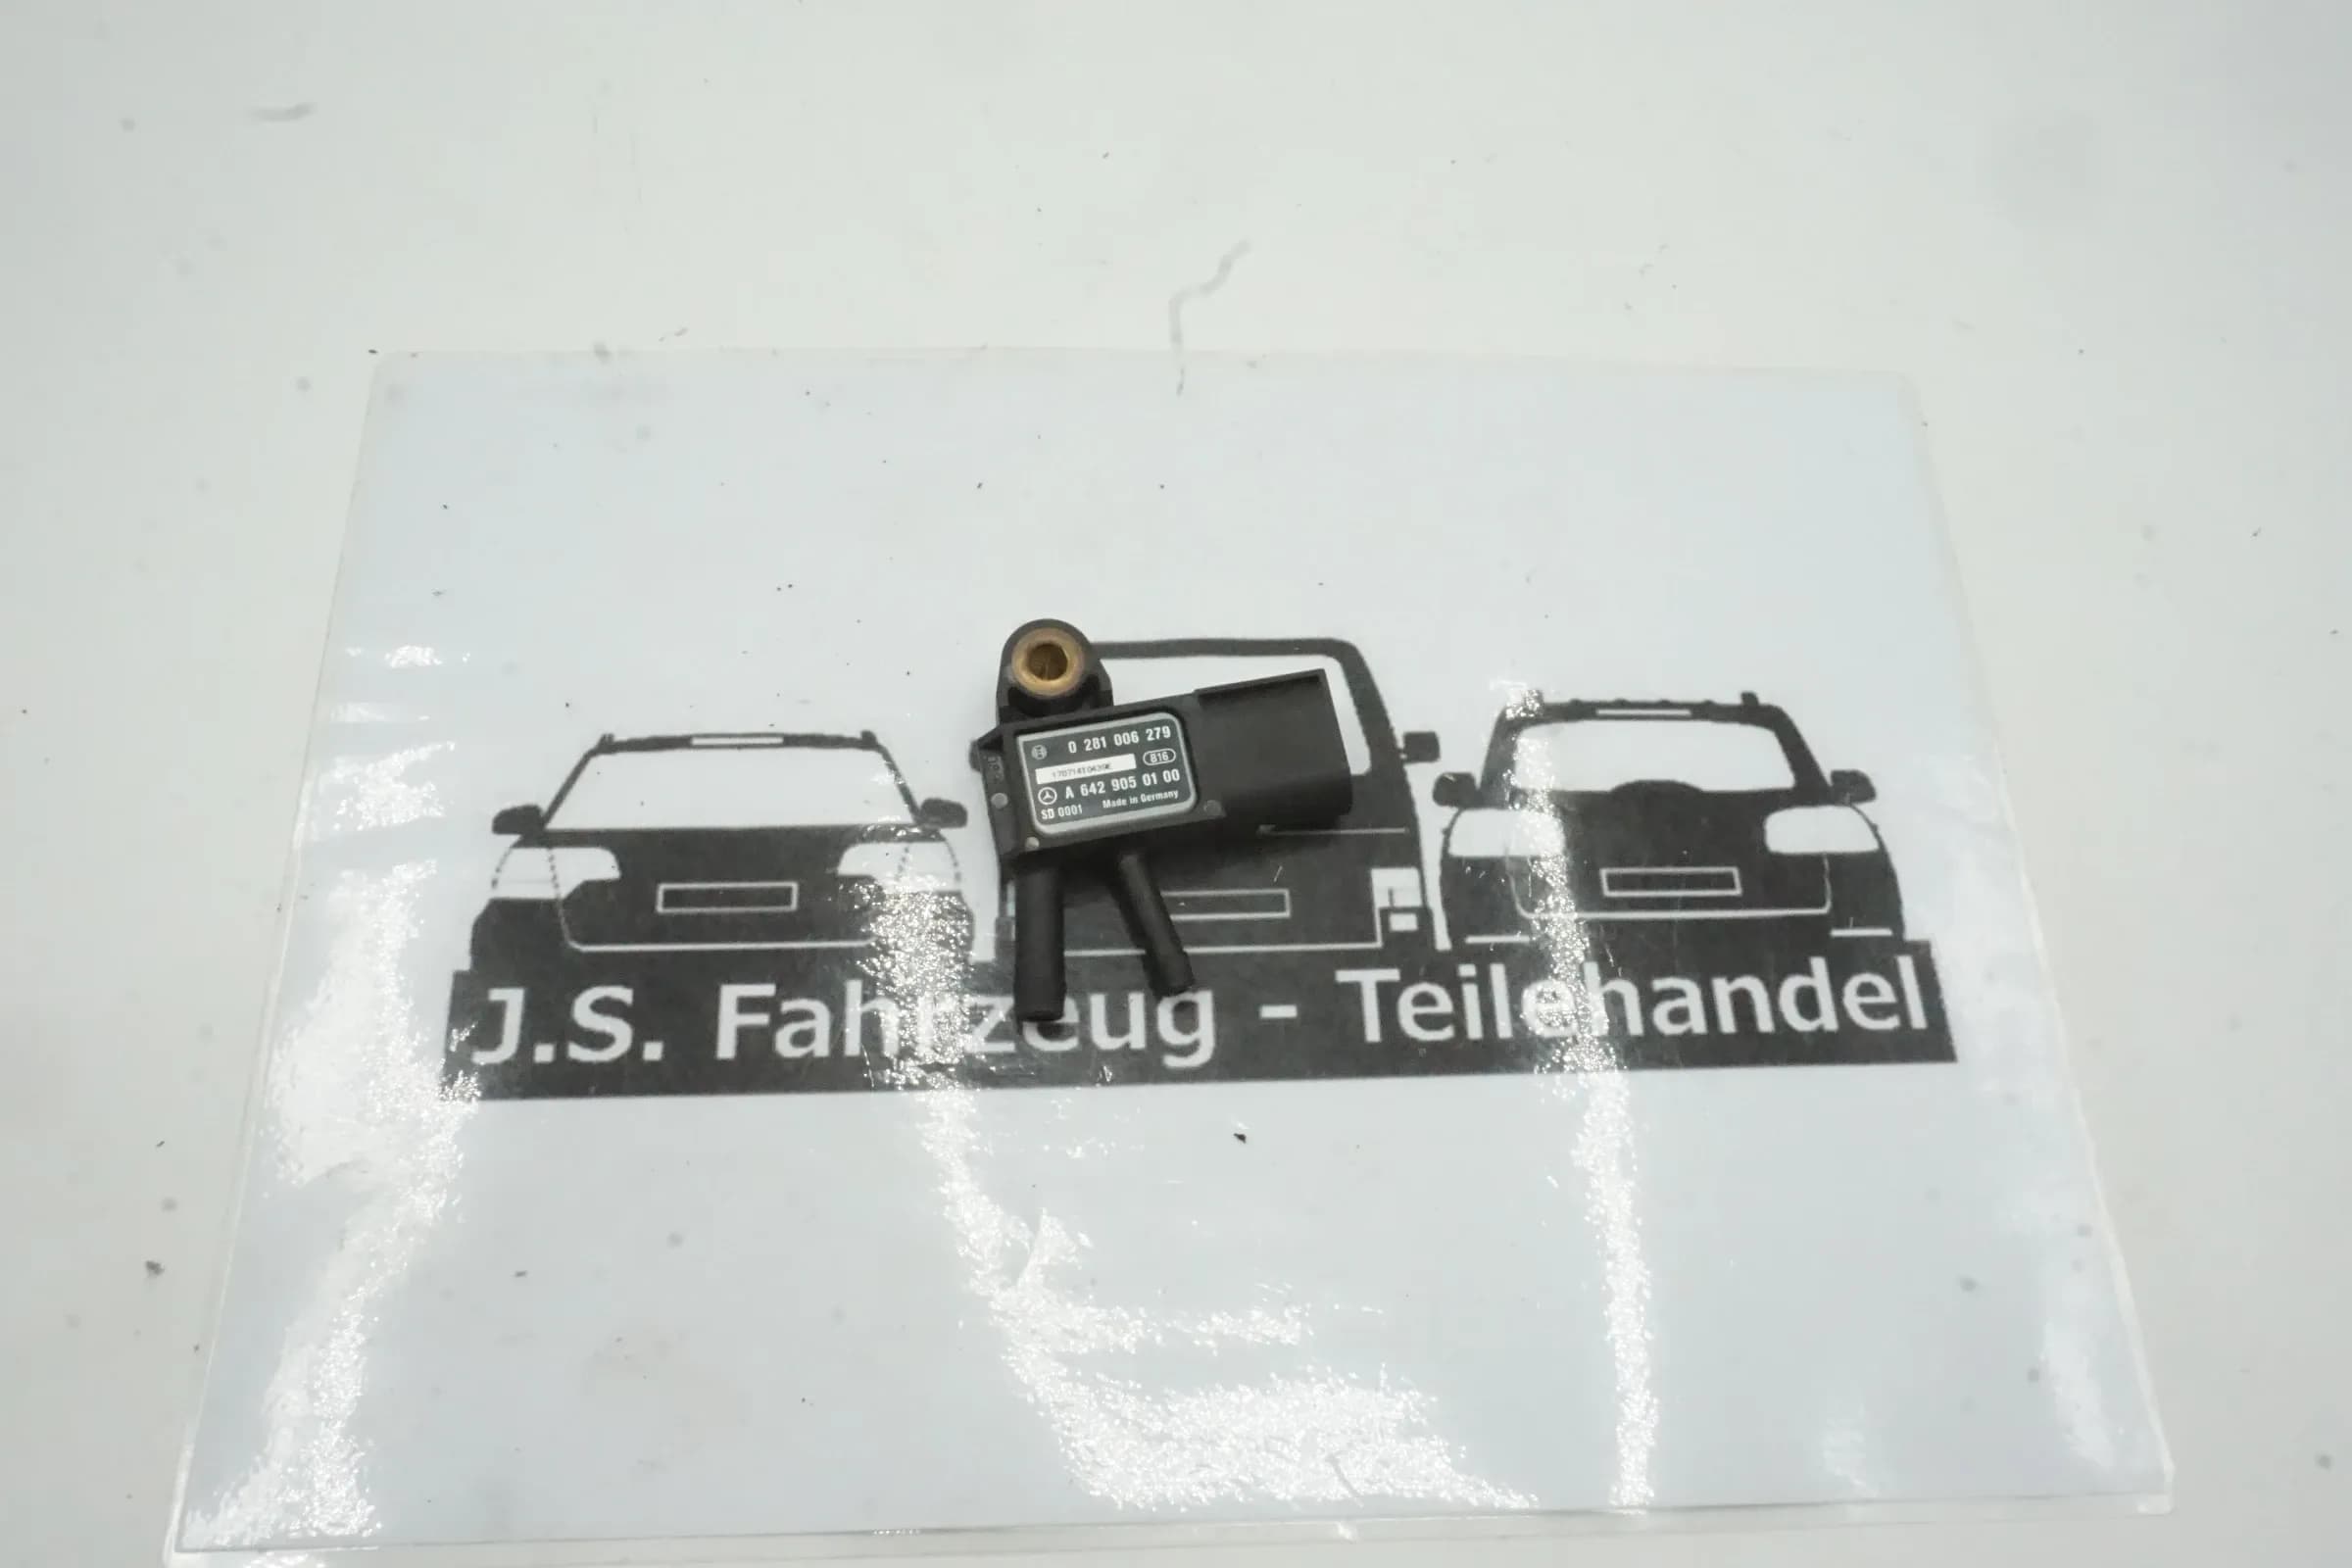 0 281 006 279
B16
A 642 905 01 00
SD 0001 Made in Germany
J.S. Fahrzeug - Teilehandel